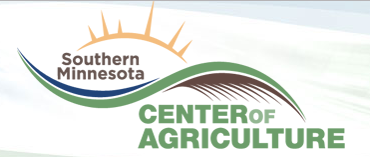 Southern
Minnesota
CENTER OF
AGRICULTURE